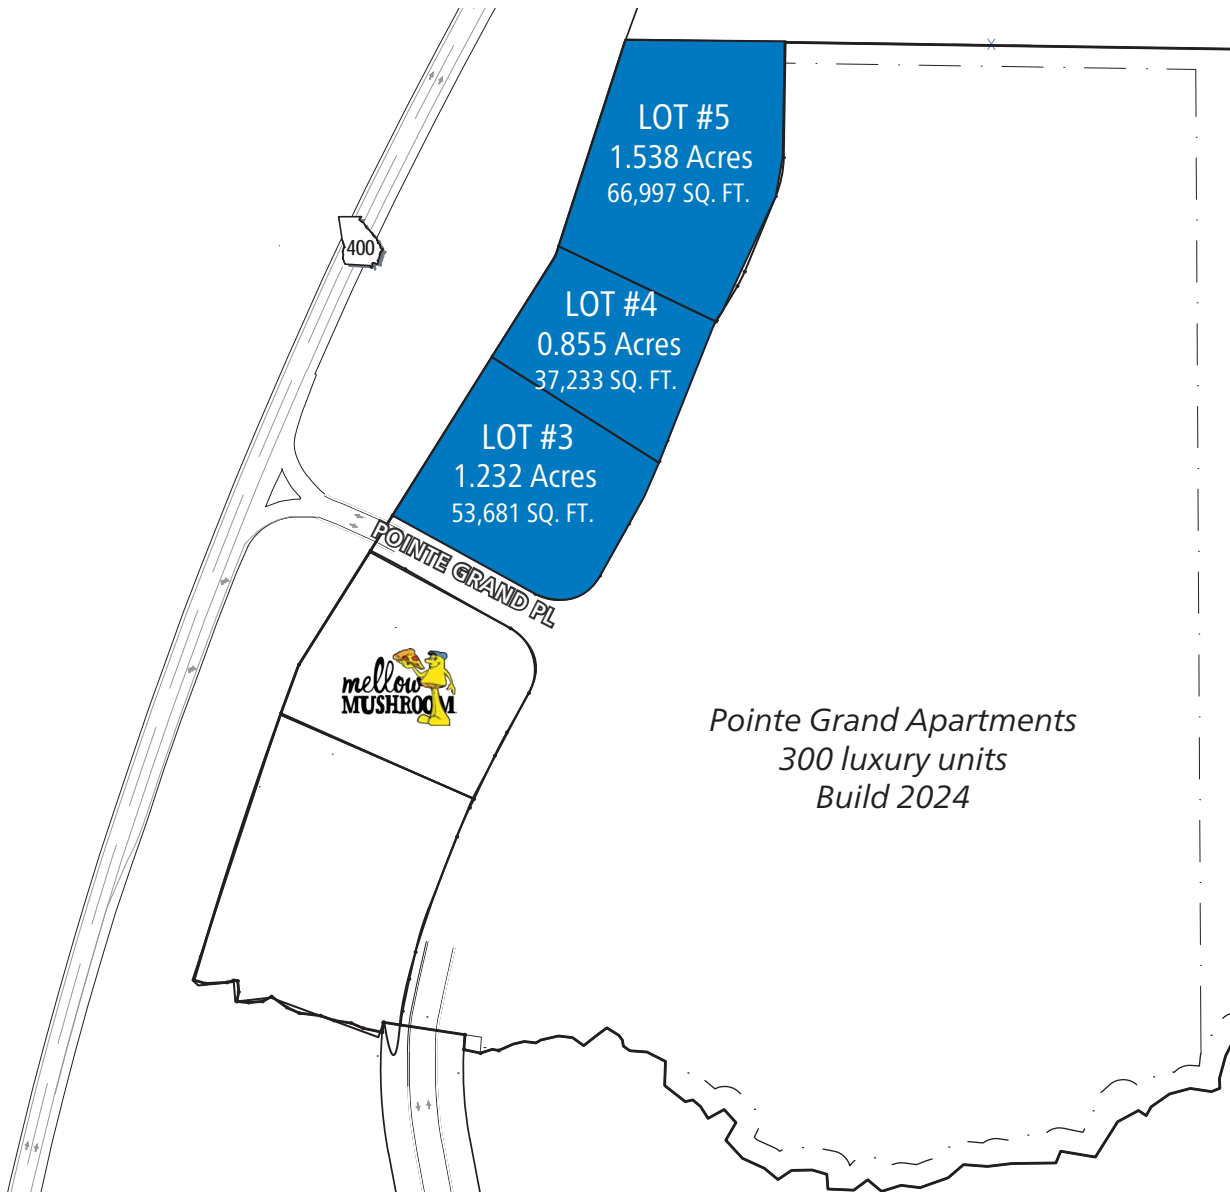 LOT #5
1.538 Acres
66,997 SQ. FT.
400
LOT #4
0.855 Acres
37,233 SQ. FT.
LOT #3
1.232 Acres
53,681 SQ. FT.
POINTE GRAND PL
mellow
MUSHROOM
Pointe Grand Apartments
300 luxury units
Build 2024